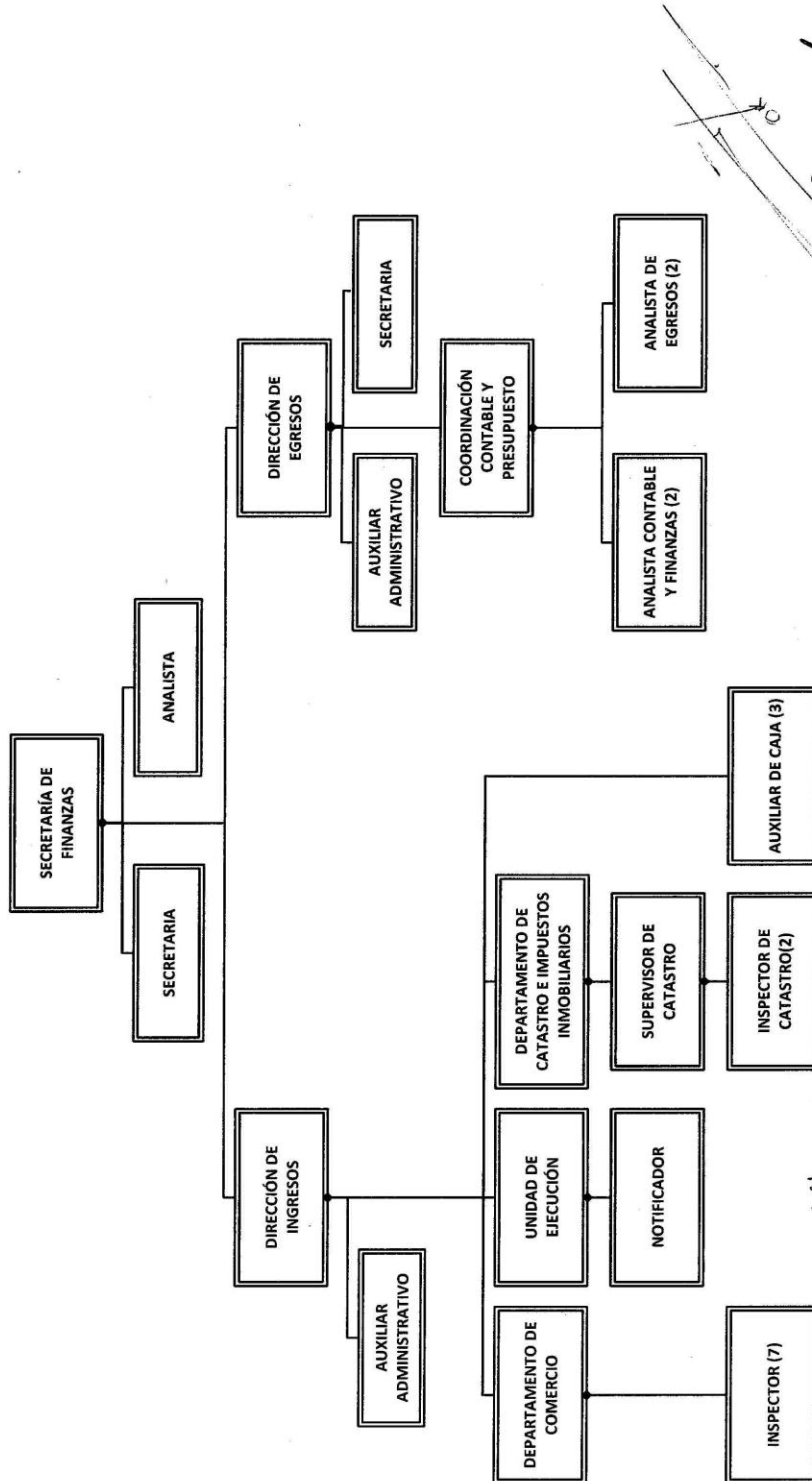 SECRETARÍA DE
FINANZAS
SECRETARIA
ANALISTA
DIRECCIÓN DE
INGRESOS
DIRECCIÓN DE
EGRESOS
AUXILIAR
ADMINISTRATIVO
AUXILIAR
ADMINISTRATIVO
SECRETARIA
DEPARTAMENTO DE
COMERCIO
UNIDAD DE
EJECUCIÓN
DEPARTAMENTO DE
CATASTRO E IMPUESTOS
INMOBILIARIOS
COORDINACIÓN
CONTABLE Y
PRESUPUESTO
NOTIFICADOR
SUPERVISOR DE
CATASTRO
ANALISTA CONTABLE
Y FINANZAS (2)
ANALISTA DE
EGRESOS (2)
INSPECTOR (7)
INSPECTOR DE
CATASTRO(2)
AUXILIAR DE CAJA (3)